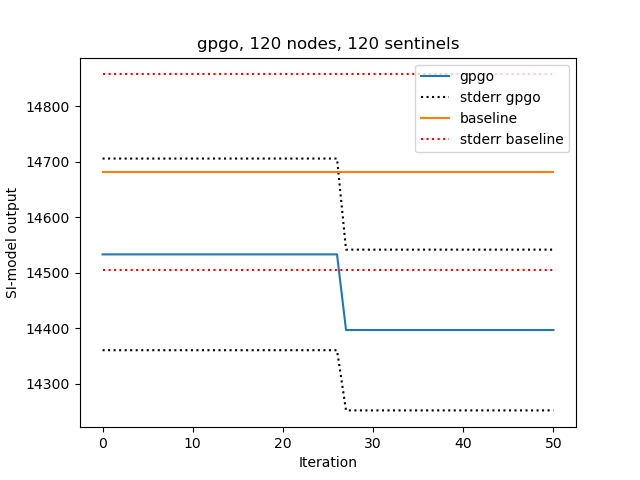 gpgo, 120 nodes, 120 sentinels
gpgo
stderr gpgo
baseline
stderr baseline
14800
14700
14600
14500
14400
14300
SI-model output
0 10 20 30 40 50
Iteration